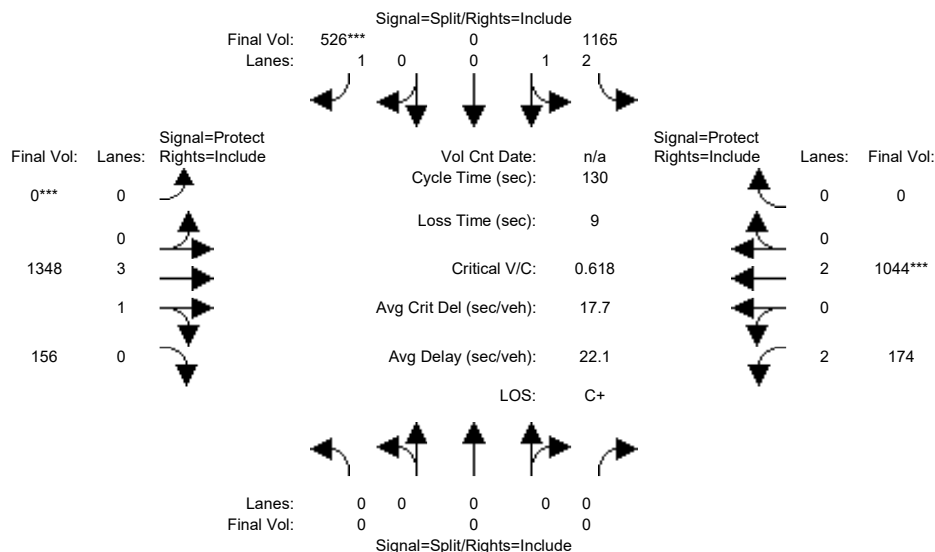 Signal=Split/Rights=Include
Final Vol: 526*** 0 1165
Lanes: 1 0 0 1 2
Signal=Protect Signal=Protect
Final Vol: Lanes: Rights=Include Vol Cnt Date: n/a Rights=Include Lanes: Final Vol:
Cycle Time (sec): 130
0*** 0 0 0
Loss Time (sec): 9
0 0
1348 3 Critical V/C: 0.618 2 1044***
1 Avg Crit Del (sec/veh): 17.7 0
156 0 Avg Delay (sec/veh): 22.1 2 174
LOS: C+
Lanes: 0 0 0 0 0
Final Vol: 0 0 0
Signal=Split/Rights=Include